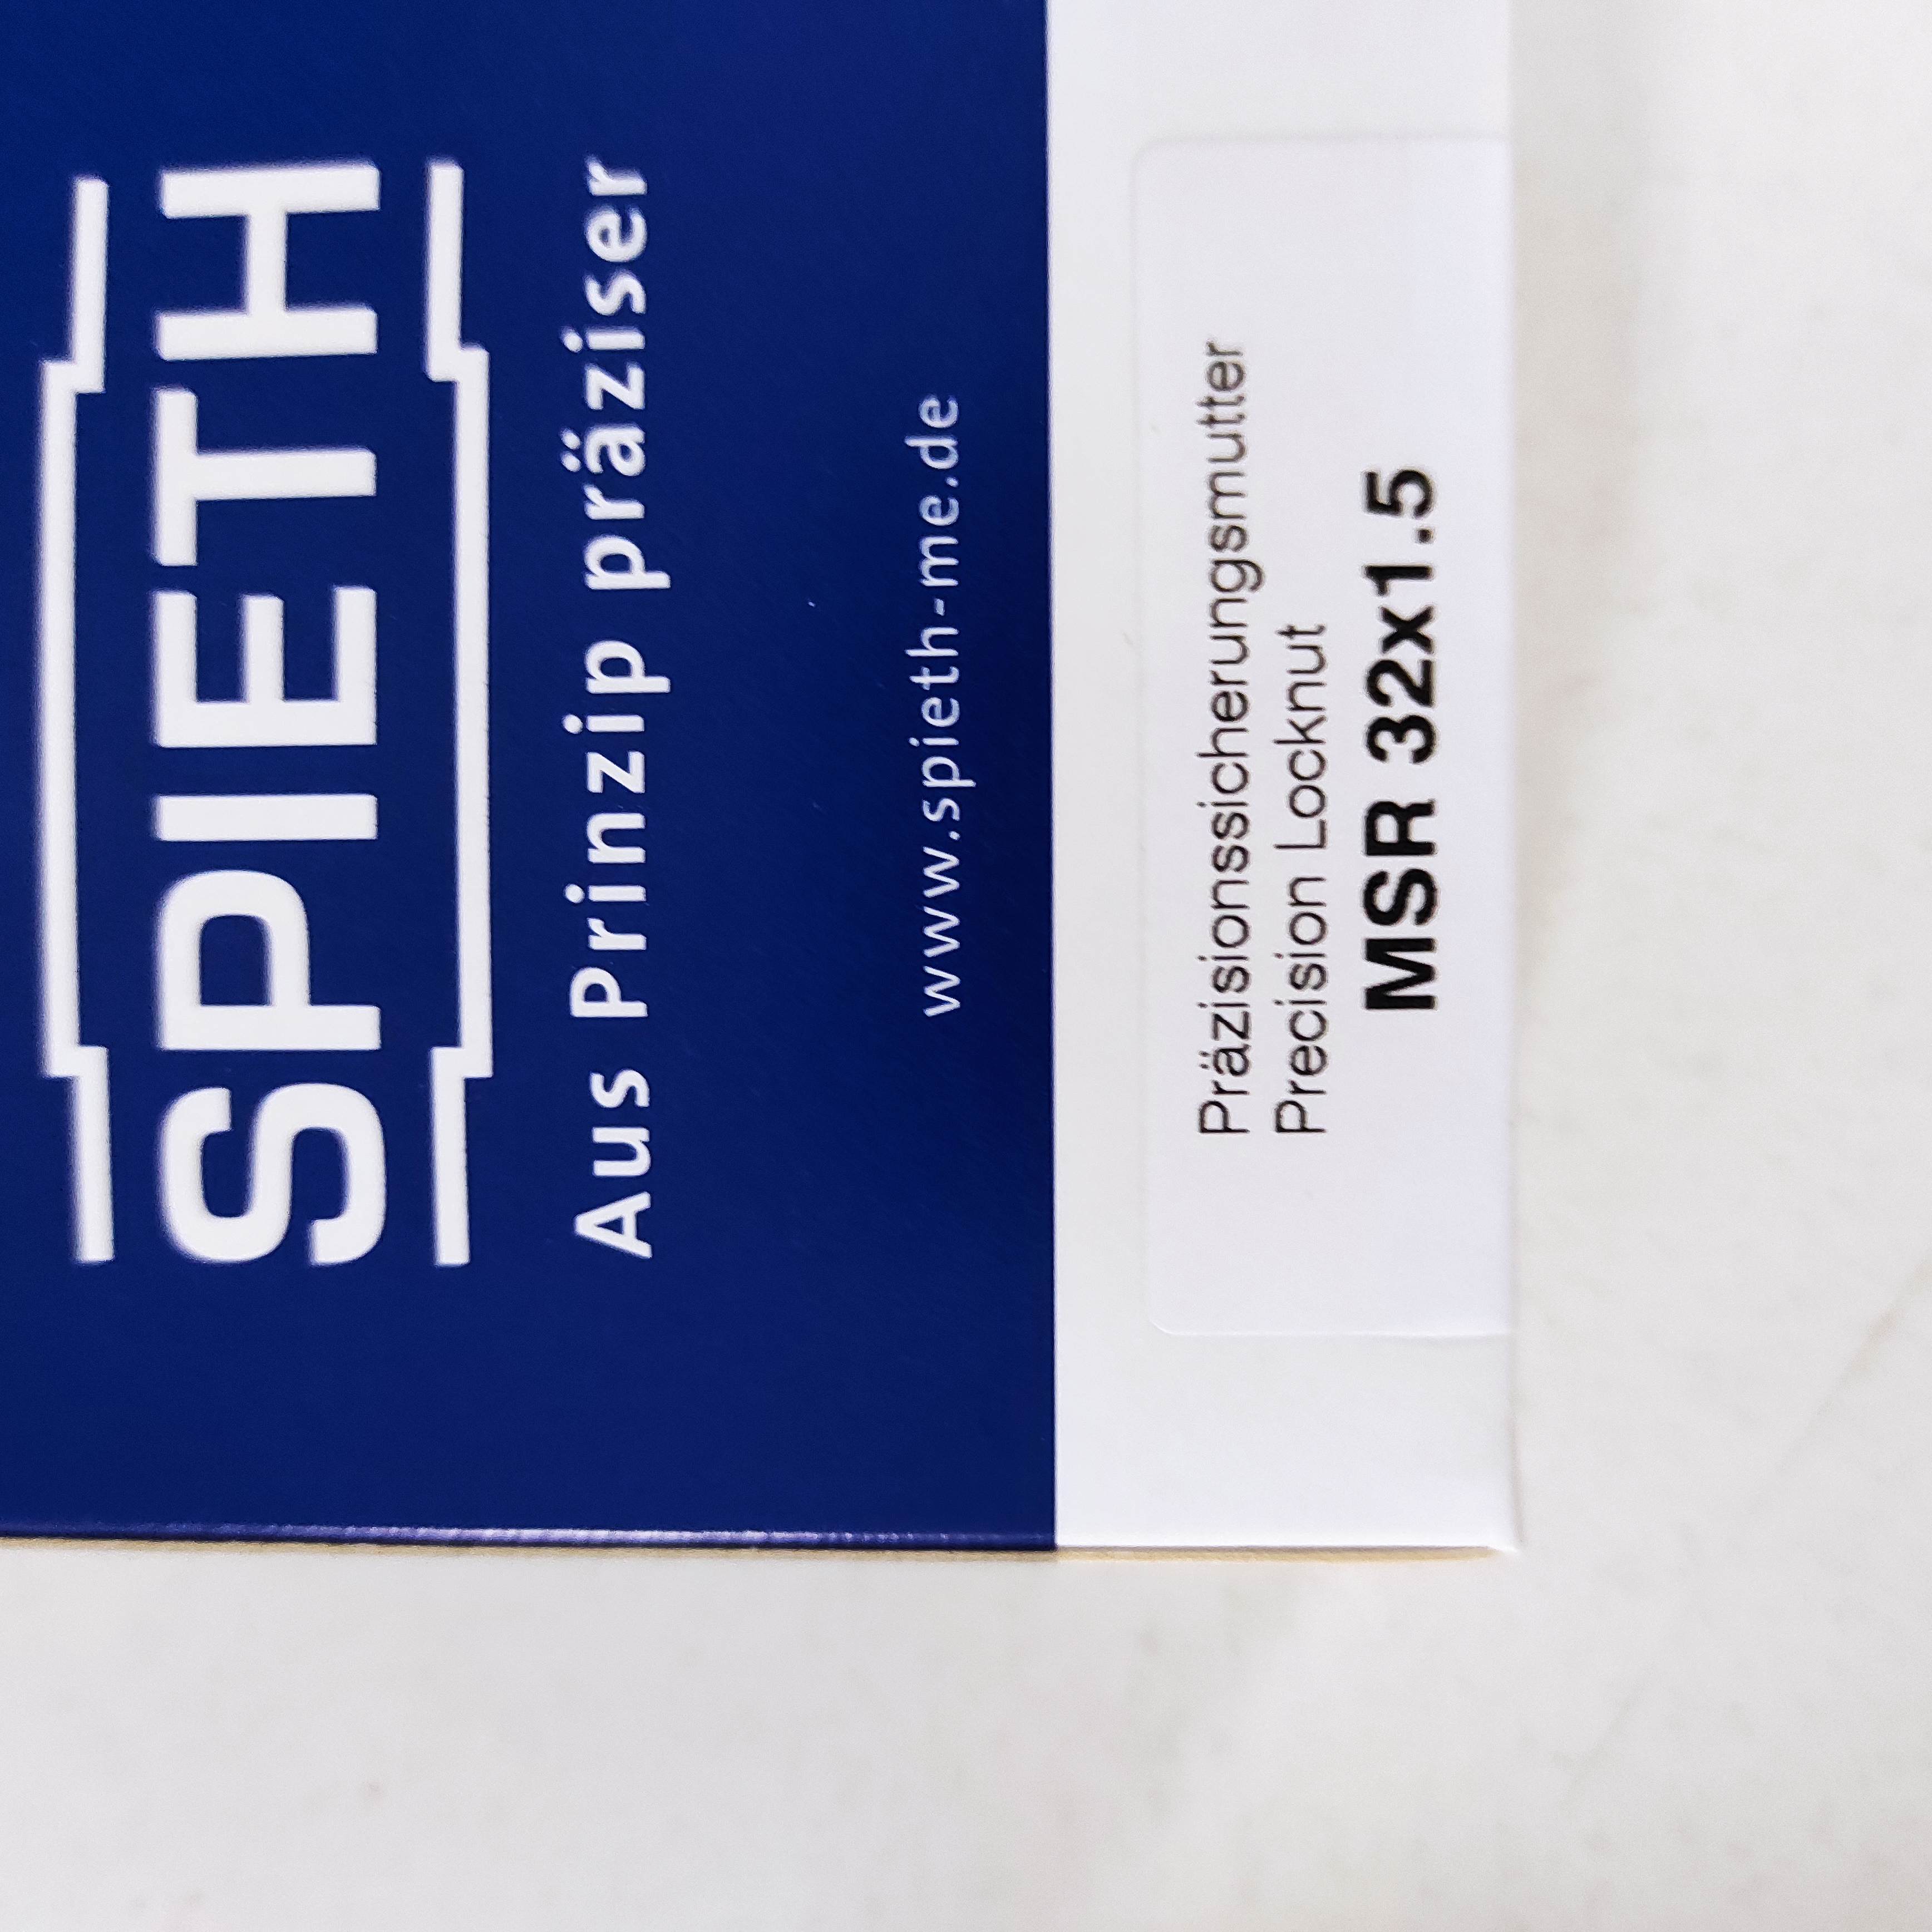 SPIETH
Aus Prinzip präziser
www.spieth-me.de
Präzisionssicherungsmutter
Precision Locknut
MSR 32x1.5